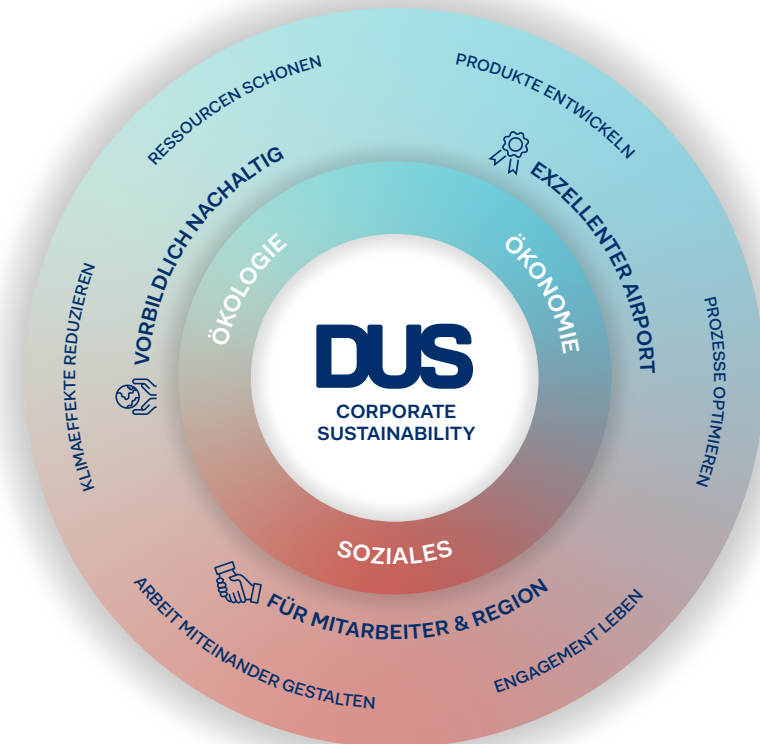 RESSOURCEN SCHONEN
PRODUKTE ENTWICKELN
VORBILDLICH NACHALTIG
EXZELLENTER AIRPORT
ÖKOLOGIE
ÖKONOMIE
KLIMAEFFEKTE REDUZIEREN
PROZESSE OPTIMIEREN
DUS
CORPORATE
SUSTAINABILITY
SOZIALES
FÜR MITARBEITER & REGION
ARBEIT MITEINANDER GESTALTEN
ENGAGEMENT LEBEN